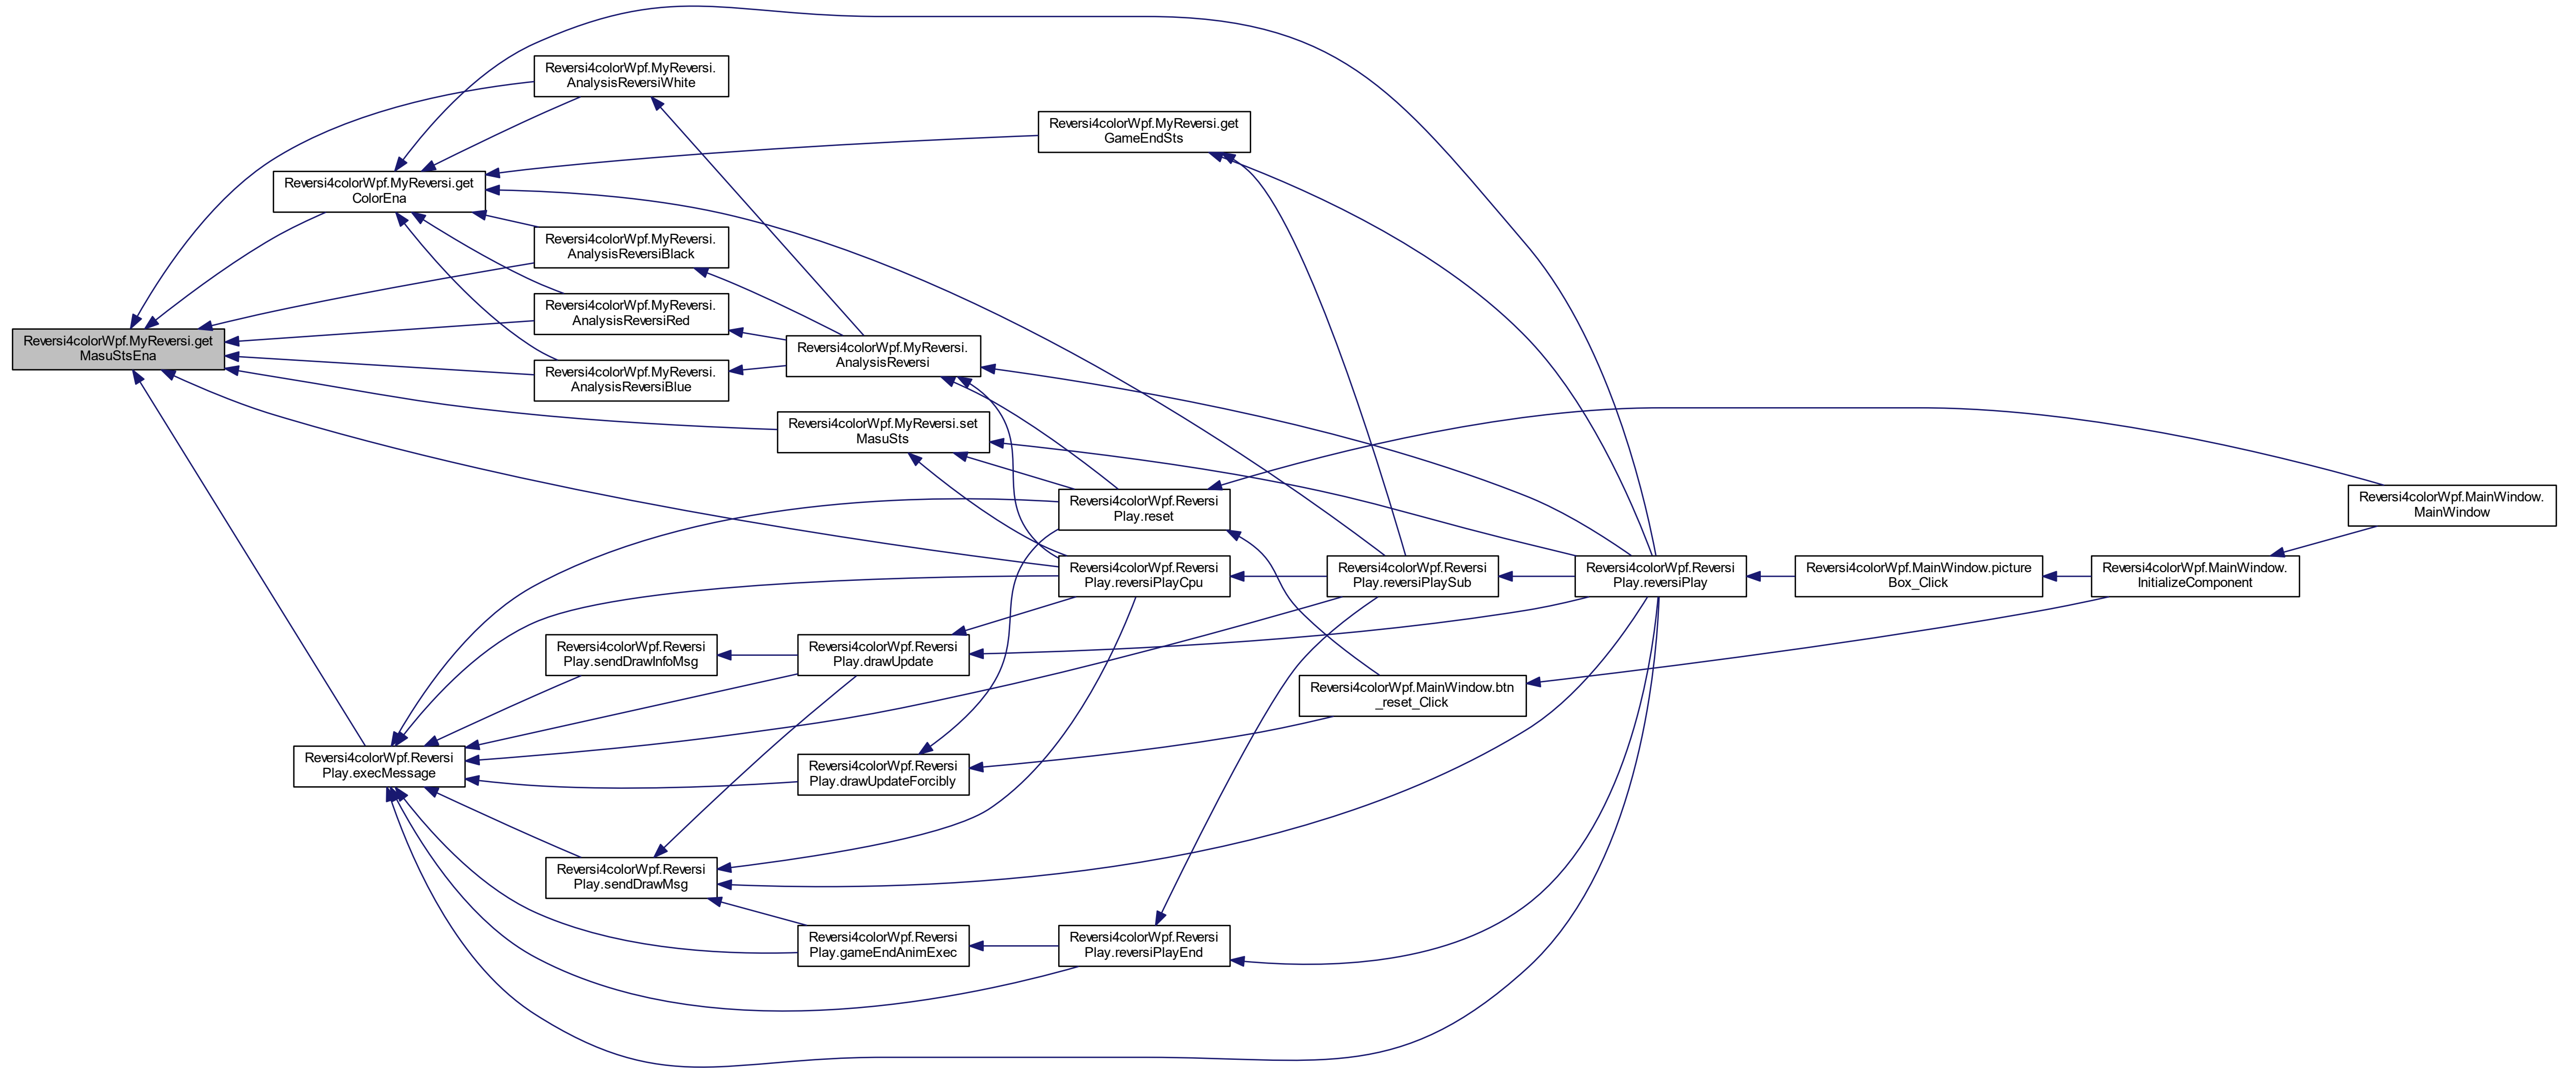 Reversi4colorWpf.MyReversi.get
MasuStsEna
Reversi4colorWpf.MyReversi.get
ColorEna
Reversi4colorWpf.MyReversi.
AnalysisReversiWhite
Reversi4colorWpf.MyReversi.
AnalysisReversiBlack
Reversi4colorWpf.MyReversi.
AnalysisReversiRed
Reversi4colorWpf.MyReversi.
AnalysisReversiBlue
Reversi4colorWpf.MyReversi.get
GameEndSts
Reversi4colorWpf.MyReversi.
AnalysisReversi
Reversi4colorWpf.MyReversi.set
MasuSts
Reversi4colorWpf.Reversi
Play.reset
Reversi4colorWpf.Reversi
Play.reversiPlayCpu
Reversi4colorWpf.Reversi
Play.reversiPlaySub
Reversi4colorWpf.Reversi
Play.reversiPlay
Reversi4colorWpf.MainWindow.picture
Box_Click
Reversi4colorWpf.MainWindow.
InitializeComponent
Reversi4colorWpf.MainWindow.
MainWindow
Reversi4colorWpf.Reversi
Play.sendDrawInfoMsg
Reversi4colorWpf.Reversi
Play.drawUpdate
Reversi4colorWpf.MainWindow.btn
_reset_Click
Reversi4colorWpf.Reversi
Play.execMessage
Reversi4colorWpf.Reversi
Play.drawUpdateForcibly
Reversi4colorWpf.Reversi
Play.sendDrawMsg
Reversi4colorWpf.Reversi
Play.gameEndAnimExec
Reversi4colorWpf.Reversi
Play.reversiPlayEnd